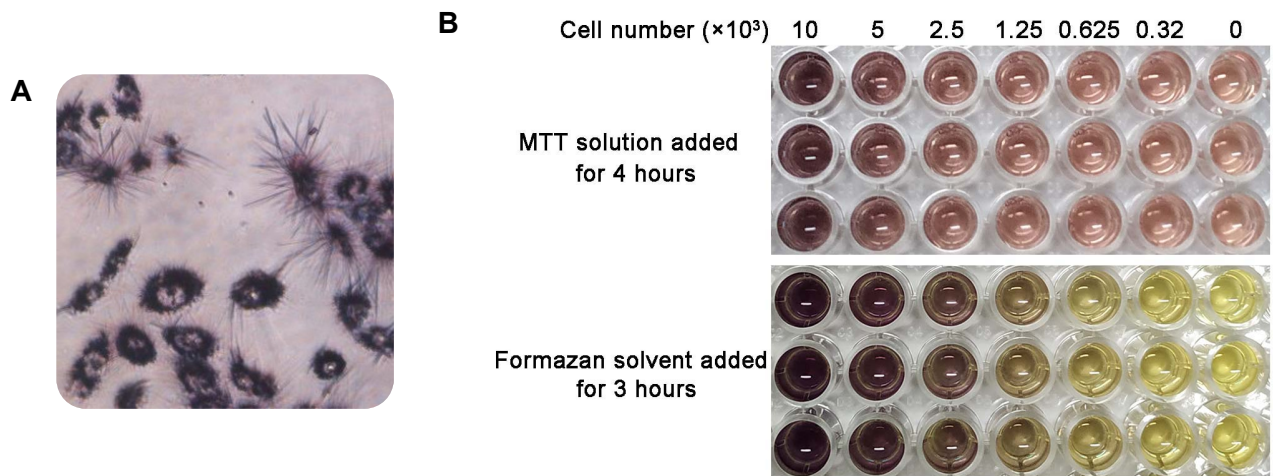 A
B
Cell number (×10³) 10 5 2.5 1.25 0.625 0.32 0
MTT solution added
for 4 hours
Formazan solvent added
for 3 hours